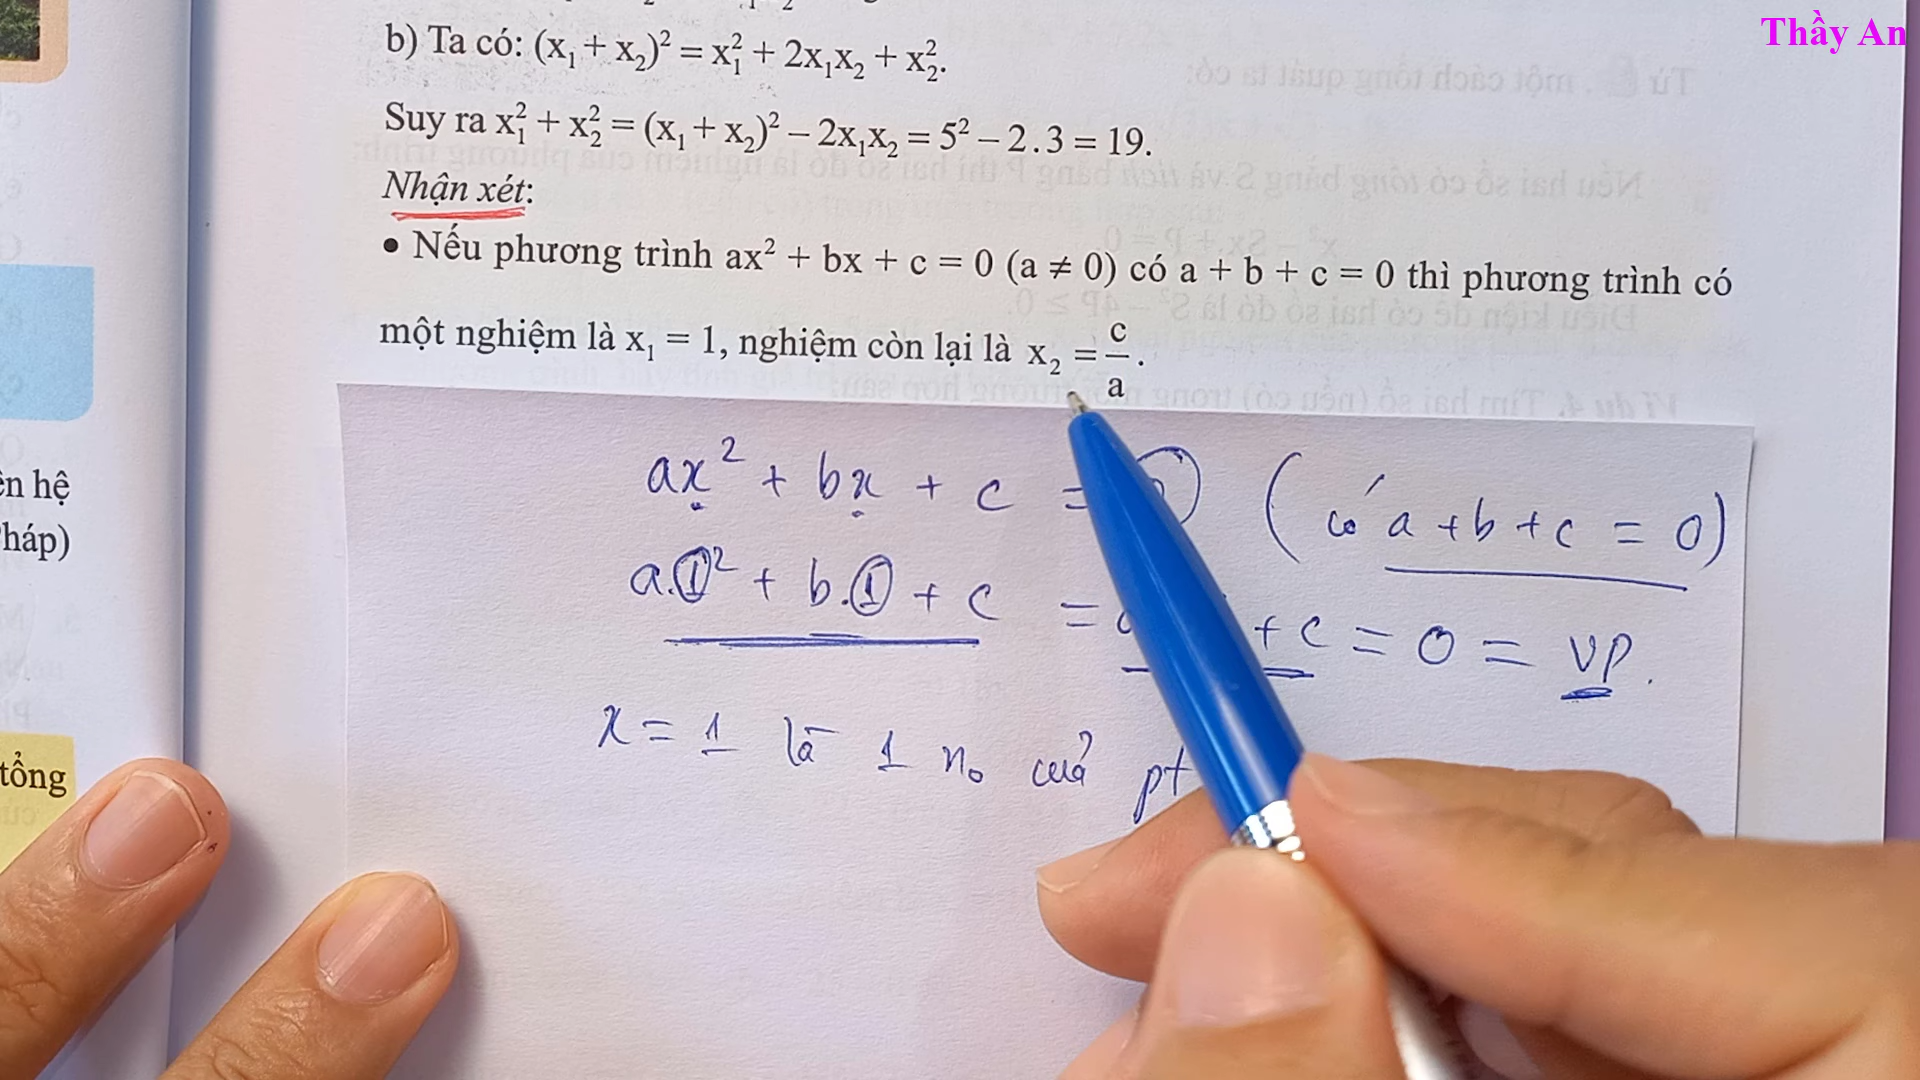 Thầy An
b) Ta có: (x₁ + x₂)² = x₁² + 2x₁x₂ + x₂².
Suy ra x₁² + x₂² = (x₁ + x₂)² – 2x₁x₂ = 5² – 2.3 = 19.
Nhận xét:
• Nếu phương trình ax² + bx + c = 0 (a ≠ 0) có a + b + c = 0 thì phương trình có
một nghiệm là x₁ = 1, nghiệm còn lại là x₂ = c/a.
ax² + bx + c = (có a + b + c = 0)
a.1² + b.1 + c = + c = 0 = VP.
x = 1 là 1 no của pt
ện hệ
háp)
tổng